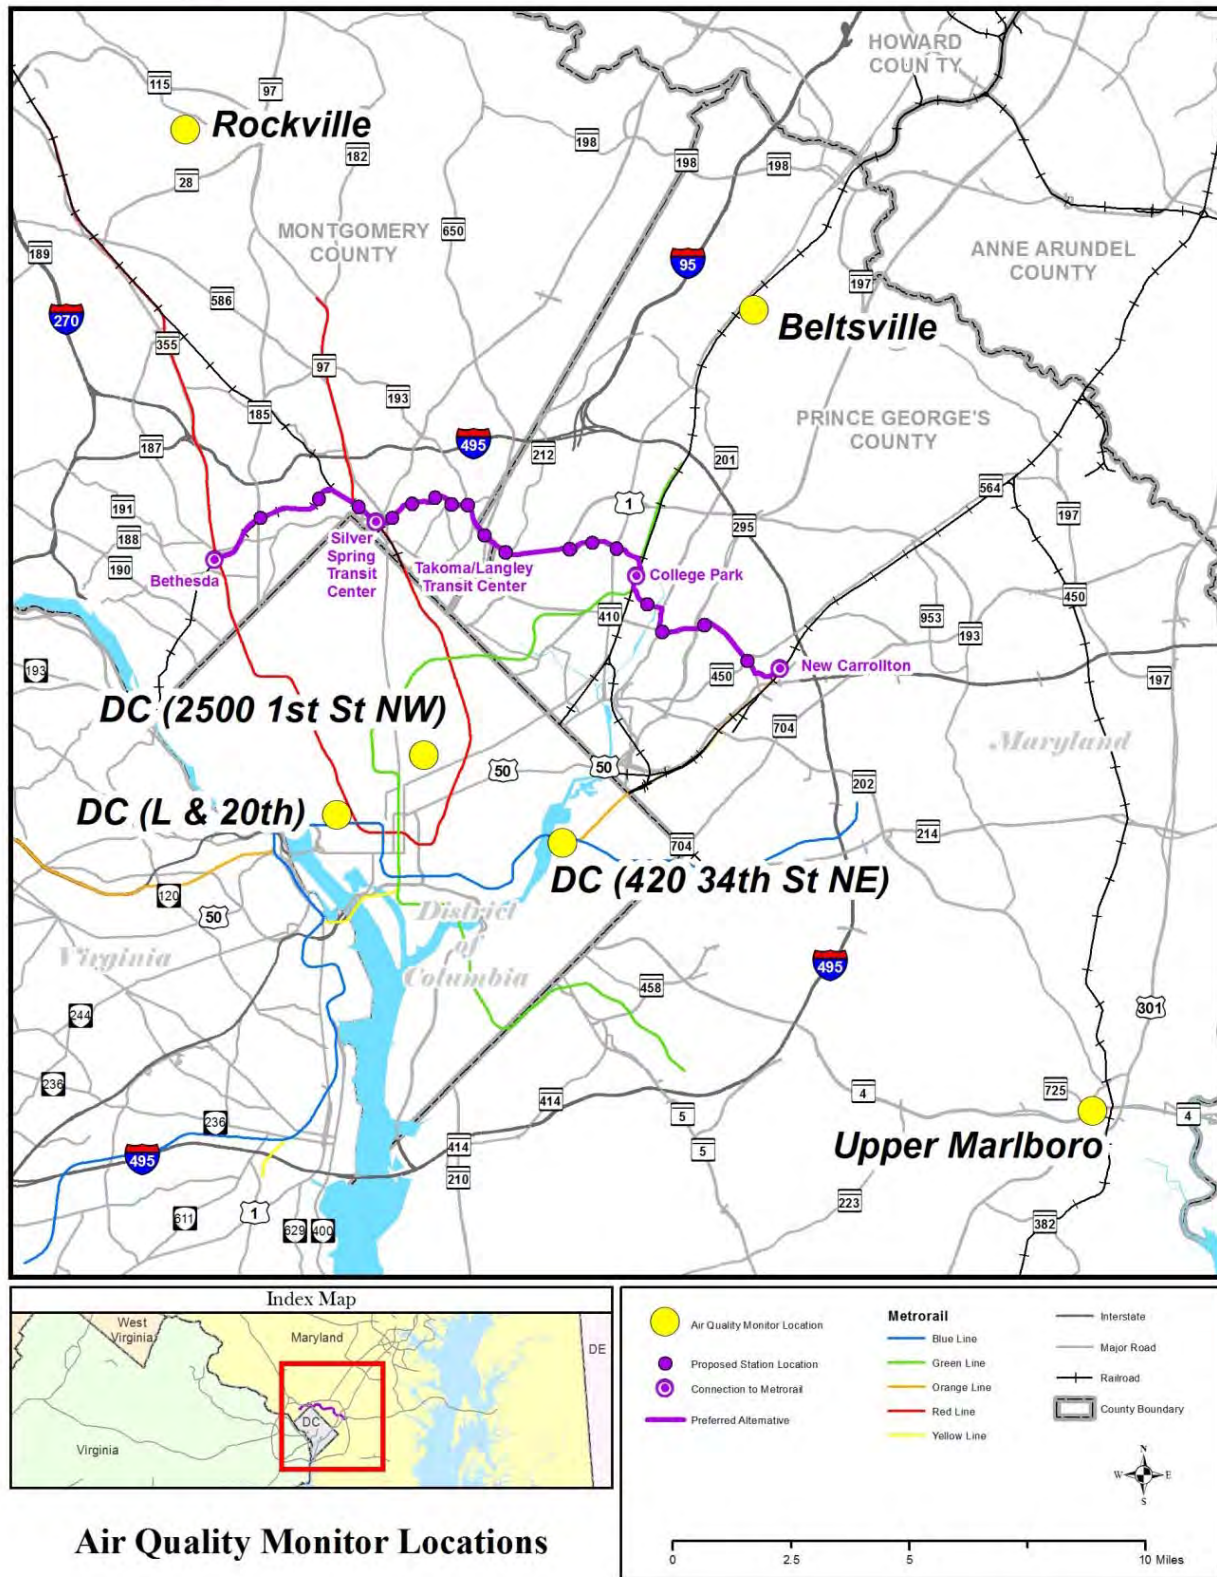 HOWARD
COUN TY
115
97
Rockville
182
198
198
198
28
MONTGOMERY
COUNTY
650
ANNE ARUNDEL
COUNTY
189
95
197
586
270
Beltsville
355
97
193
185
PRINCE GEORGE'S
COUNTY
187
495
212
201
564
191
1
295
197
188
Silver
Spring
Transit
Center
Takoma/Langley
Transit Center
190
Bethesda
College Park
410
450
953
193
193
450
New Carrollton
197
DC (2500 1st St NW)
704
Maryland
50
50
202
DC (L & 20th)
214
704
DC (420 34th St NE)
120
50
District
of
Columbia
Virginia
495
458
244
301
236
414
4
725
5
4
236
Upper Marlboro
495
414
5
210
223
611
1
629
400
382
Index Map
West
Virginia
Maryland
DE
DC
Virginia
Air Quality Monitor Locations
Air Quality Monitor Location
Proposed Station Location
Connection to Metrorail
Preferred Alternative
Metrorail
Blue Line
Green Line
Orange Line
Red Line
Yellow Line
Interstate
Major Road
Railroad
County Boundary
N
W
E
S
0
2.5
5
10 Miles